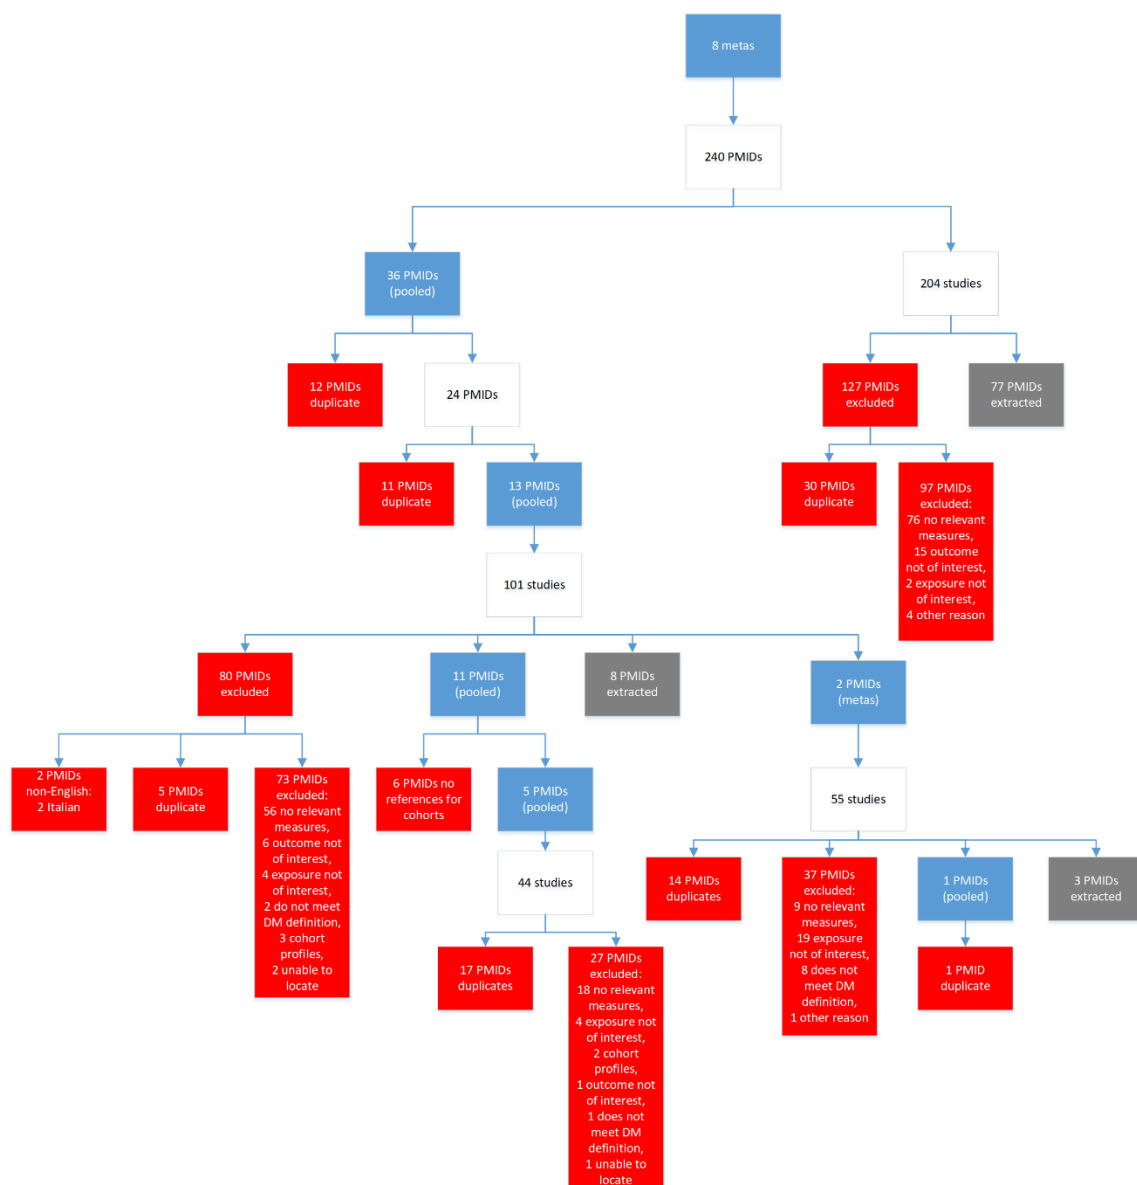 8 metas
240 PMIDs
36 PMIDs
(pooled)
204 studies
12 PMIDs
duplicate
24 PMIDs
127 PMIDs
excluded
77 PMIDs
extracted
11 PMIDs
duplicate
13 PMIDs
(pooled)
30 PMIDs
duplicate
97 PMIDs
excluded:
76 no relevant
measures,
15 outcome
not of interest,
2 exposure not
of interest,
4 other reason
101 studies
80 PMIDs
excluded
11 PMIDs
(pooled)
8 PMIDs
extracted
2 PMIDs
(metas)
2 PMIDs
non-English:
2 Italian
5 PMIDs
duplicate
73 PMIDs
excluded:
56 no relevant
measures,
6 outcome not
of interest,
4 exposure not
of interest,
2 do not meet
DM definition,
3 cohort
profiles,
2 unable to
locate
6 PMIDs no
references for
cohorts
5 PMIDs
(pooled)
55 studies
44 studies
14 PMIDs
duplicates
37 PMIDs
excluded:
9 no relevant
measures,
19 exposure
not of interest,
8 does not
meet DM
definition,
1 other reason
1 PMIDs
(pooled)
3 PMIDs
extracted
17 PMIDs
duplicates
27 PMIDs
excluded:
18 no relevant
measures,
4 exposure not
of interest,
2 cohort
profiles,
1 outcome not
of interest,
1 does not
meet DM
definition,
1 unable to
locate
1 PMID
duplicate